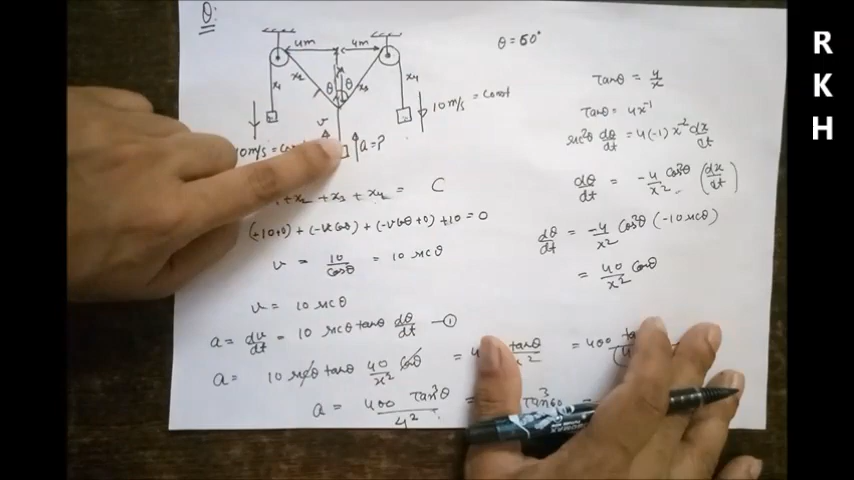 Q:
4m 4m
θ = 60°
x₁ x₂ θ θ x₃ x₄
10 m/s = const
v
a = ?
+ x₂ + x₃ + x₄ = C
(+10+0) + (-v cosθ) + (-v cosθ + 0) + 10 = 0
v = 10/cosθ = 10 secθ
v = 10 secθ
a = dv/dt = 10 secθ tanθ dθ/dt —①
a = 10 secθ tanθ 40/x² cosθ
a = 400 tan³θ / 4²
tan³60 =
tanθ = 4/x
tanθ = 4x⁻¹
sec²θ dθ/dt = 4(-1) x⁻² dx/dt
dθ/dt = -4/x² cos²θ (dx/dt)
dθ/dt = -4/x² cos²θ (-10 secθ)
= 40/x² cosθ
R
K
H